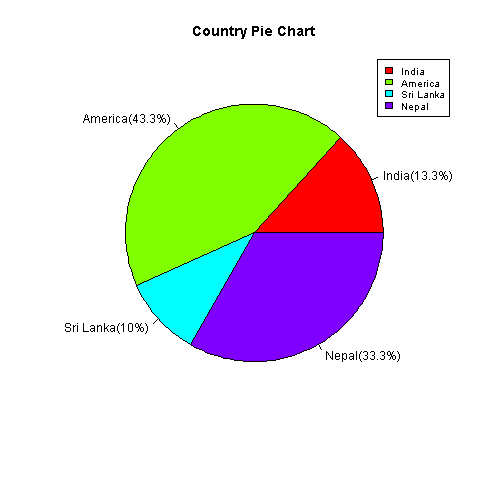 Country Pie Chart
India
America
Sri Lanka
Nepal
America(43.3%)
India(13.3%)
Sri Lanka(10%)
Nepal(33.3%)